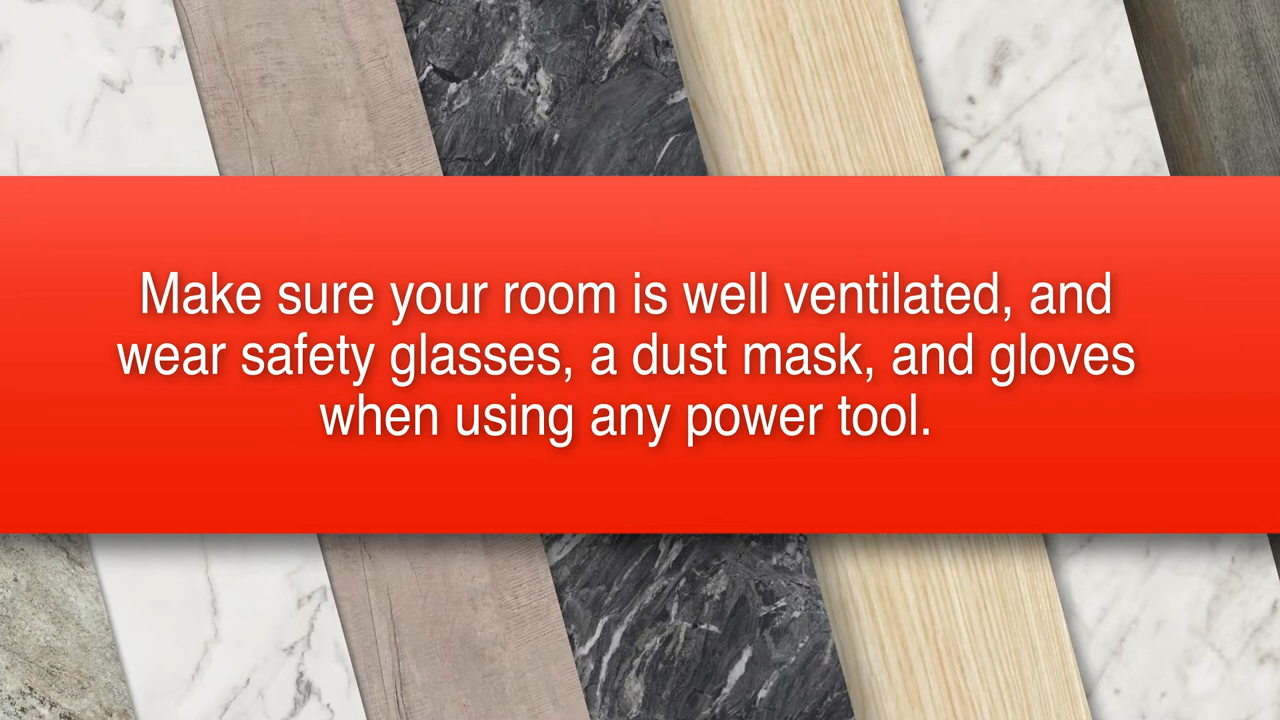 Make sure your room is well ventilated, and
wear safety glasses, a dust mask, and gloves
when using any power tool.